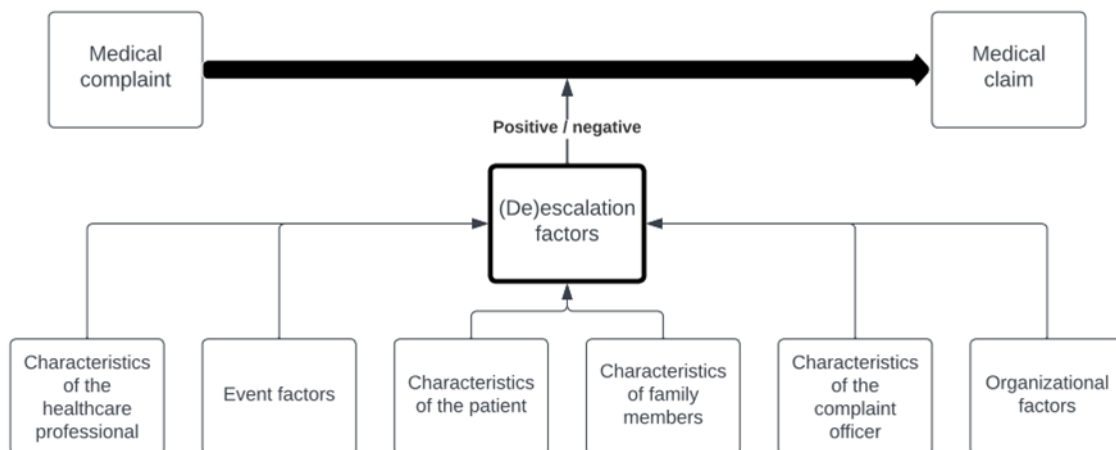 Medical
complaint
Medical
claim
Positive / negative
(De)escalation
factors
Characteristics
of the
healthcare
professional
Event factors
Characteristics
of the patient
Characteristics
of family
members
Characteristics
of the
complaint
officer
Organizational
factors